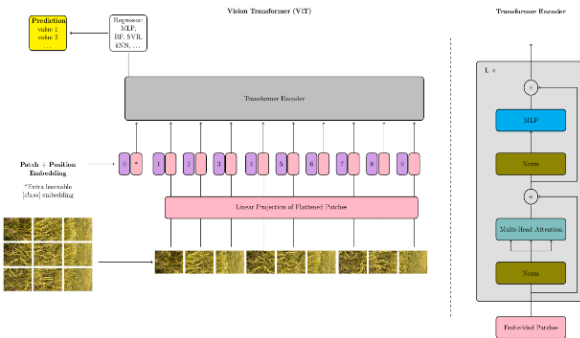 Vision Transformer (ViT)
Transformer Encoder
Prediction
value 1
value 2
...
Regressor:
MLP,
RF, SVR,
kNN, ...
Transformer Encoder
Patch + Position
Embedding
*Extra learnable
[class] embedding
0 * 1 2 3 4 5 6 7 8 9
Linear Projection of Flattened Patches
L ×
+
MLP
Norm
+
Multi-Head Attention
Norm
Embedded Patches